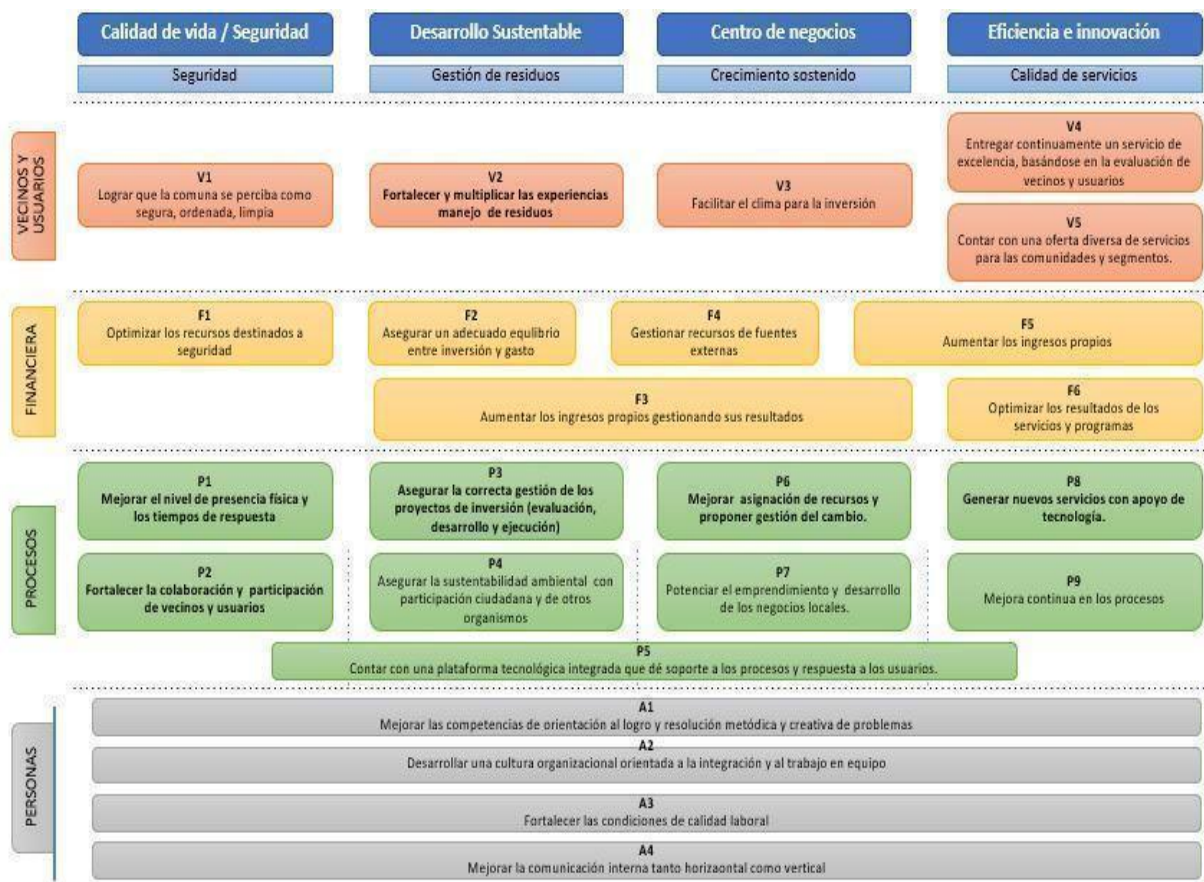 Calidad de vida / Seguridad
Desarrollo Sustentable
Centro de negocios
Eficiencia e innovación
Seguridad
Gestión de residuos
Crecimiento sostenido
Calidad de servicios
VECINOS Y
USUARIOS
V1
Lograr que la comuna se perciba como
segura, ordenada, limpia
V2
Fortalecer y multiplicar las experiencias
manejo de residuos
V3
Facilitar el clima para la inversión
V4
Entregar continuamente un servicio de
excelencia, basándose en la evaluación de
vecinos y usuarios
V5
Contar con una oferta diversa de servicios
para las comunidades y segmentos.
FINANCIERA
F1
Optimizar los recursos destinados a
seguridad
F2
Asegurar un adecuado equlibrio
entre inversión y gasto
F4
Gestionar recursos de fuentes
externas
F5
Aumentar los ingresos propios
F3
Aumentar los ingresos propios gestionando sus resultados
F6
Optimizar los resultados de los
servicios y programas
PROCESOS
P1
Mejorar el nivel de presencia física y
los tiempos de respuesta
P3
Asegurar la correcta gestión de los
proyectos de inversión (evaluación,
desarrollo y ejecución)
P6
Mejorar asignación de recursos y
proponer gestión del cambio.
P8
Generar nuevos servicios con apoyo de
tecnología.
P2
Fortalecer la colaboración y participación
de vecinos y usuarios
P4
Asegurar la sustentabilidad ambiental con
participación ciudadana y de otros
organismos
P7
Potenciar el emprendimiento y desarrollo
de los negocios locales.
P9
Mejora continua en los procesos
P5
Contar con una plataforma tecnológica integrada que dé soporte a los procesos y respuesta a los usuarios.
PERSONAS
A1
Mejorar las competencias de orientación al logro y resolución metódica y creativa de problemas
A2
Desarrollar una cultura organizacional orientada a la integración y al trabajo en equipo
A3
Fortalecer las condiciones de calidad laboral
A4
Mejorar la comunicación interna tanto horizaontal como vertical